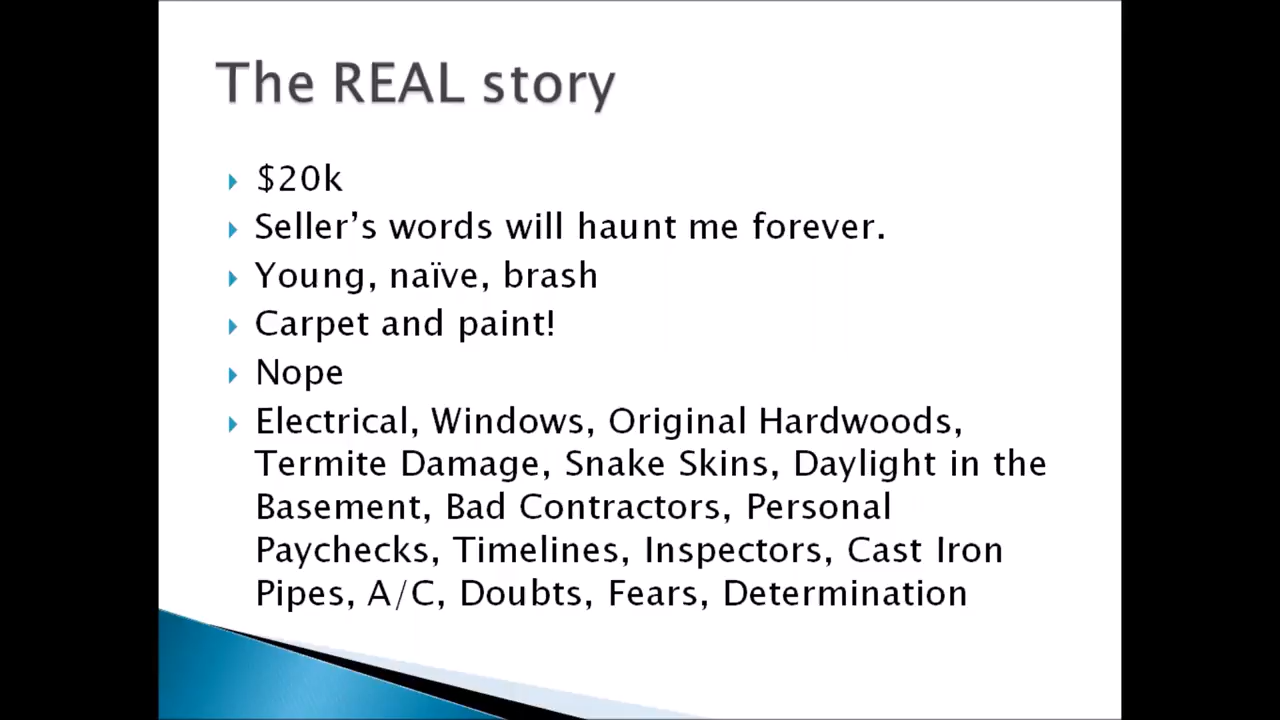 The REAL story
$20k
Seller’s words will haunt me forever.
Young, naïve, brash
Carpet and paint!
Nope
Electrical, Windows, Original Hardwoods,
Termite Damage, Snake Skins, Daylight in the
Basement, Bad Contractors, Personal
Paychecks, Timelines, Inspectors, Cast Iron
Pipes, A/C, Doubts, Fears, Determination